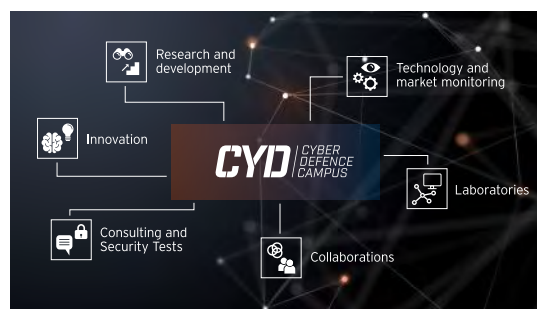 Research and
development
Technology and
market monitoring
Innovation
CYD CYBER
DEFENCE
CAMPUS
Laboratories
Consulting and
Security Tests
Collaborations